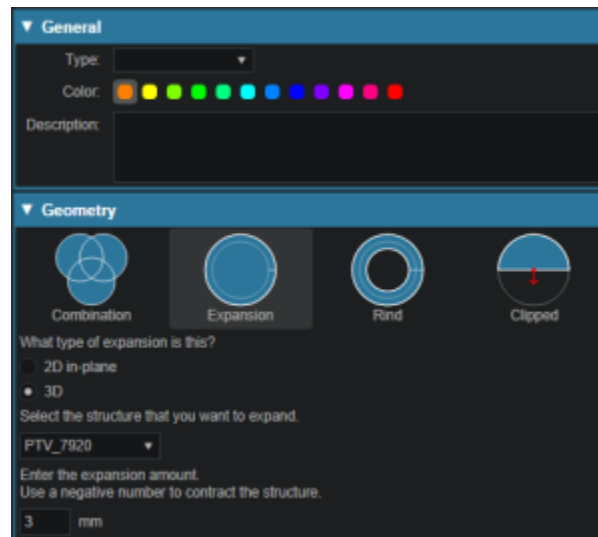 ▼ General
Type:
Color:
Description:
▼ Geometry
Combination Expansion Rind Clipped
What type of expansion is this?
2D in-plane
3D
Select the structure that you want to expand.
PTV_7920
Enter the expansion amount.
Use a negative number to contract the structure.
3 mm